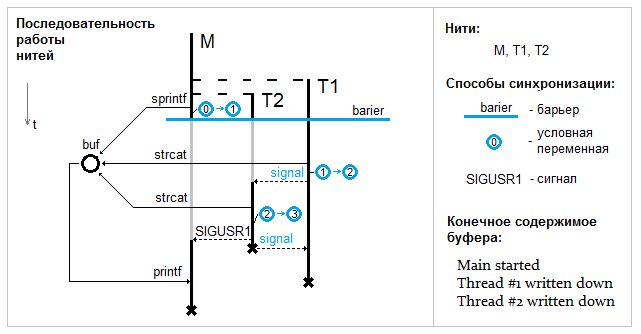 Последовательность
работы
нитей
t
M
T1
T2
sprintf
0 → 1
barier
buf
strcat
signal
1 → 2
strcat
2 → 3
SIGUSR1
signal
printf
Нити:
M, T1, T2
Способы синхронизации:
barier - барьер
0 - условная
переменная
SIGUSR1 - сигнал
Конечное содержимое
буфера:
Main started
Thread #1 written down
Thread #2 written down